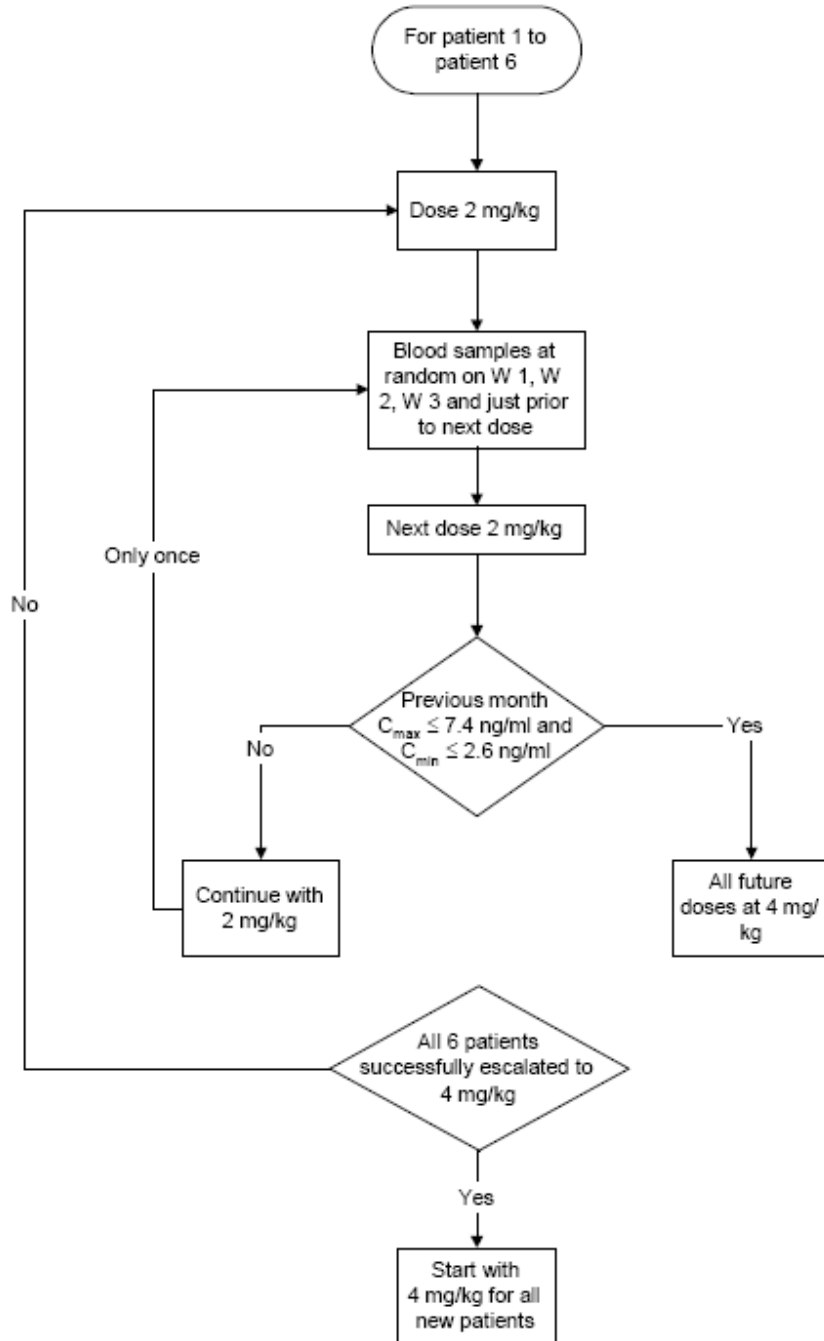 For patient 1 to
patient 6
Dose 2 mg/kg
Blood samples at
random on W 1, W
2, W 3 and just prior
to next dose
Next dose 2 mg/kg
Only once
No
Previous month
Cmax ≤ 7.4 ng/ml and
Cmin ≤ 2.6 ng/ml
No
Yes
Continue with
2 mg/kg
All future
doses at 4 mg/
kg
All 6 patients
successfully escalated to
4 mg/kg
Yes
Start with
4 mg/kg for all
new patients